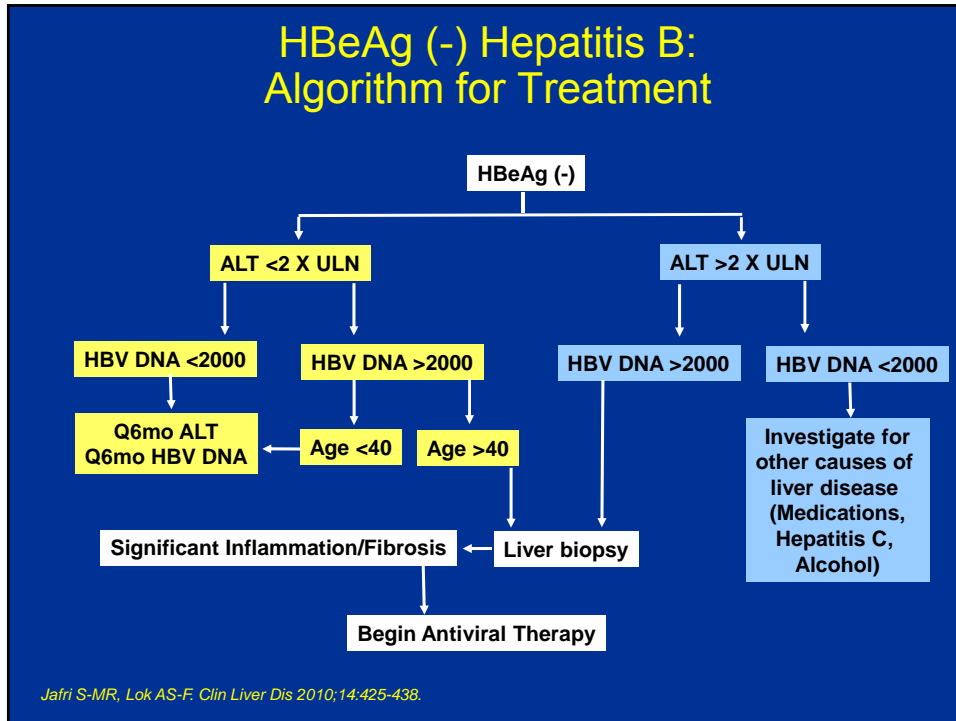 HBeAg (-) Hepatitis B:
Algorithm for Treatment
HBeAg (-)
ALT <2 X ULN
ALT >2 X ULN
HBV DNA <2000
HBV DNA >2000
HBV DNA >2000
HBV DNA <2000
Q6mo ALT
Q6mo HBV DNA
Age <40
Age >40
Investigate for
other causes of
liver disease
(Medications,
Hepatitis C,
Alcohol)
Significant Inflammation/Fibrosis
Liver biopsy
Begin Antiviral Therapy
Jafri S-MR, Lok AS-F. Clin Liver Dis 2010;14:425-438.